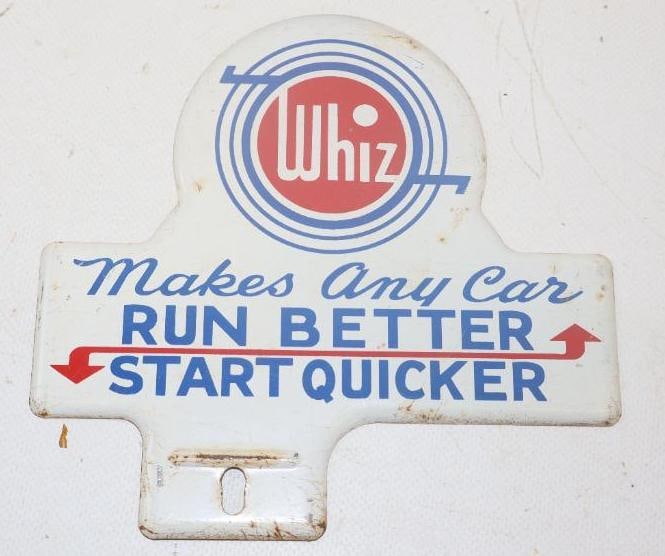 Whiz
Makes Any Car
RUN BETTER
START QUICKER